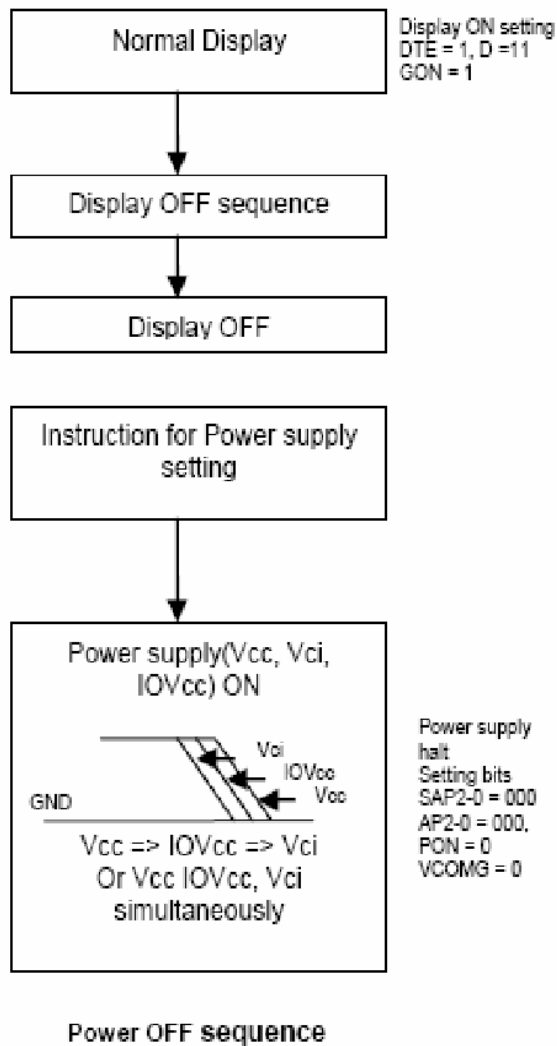 Normal Display
Display ON setting
DTE = 1, D =11
GON = 1
Display OFF sequence
Display OFF
Instruction for Power supply
setting
Power supply(Vcc, Vci,
IOVcc) ON
Vci
IOVcc
Vcc
GND
Vcc => IOVcc => Vci
Or Vcc IOVcc, Vci
simultaneously
Power supply
halt
Setting bits
SAP2-0 = 000
AP2-0 = 000,
PON = 0
VCOMG = 0
Power OFF sequence